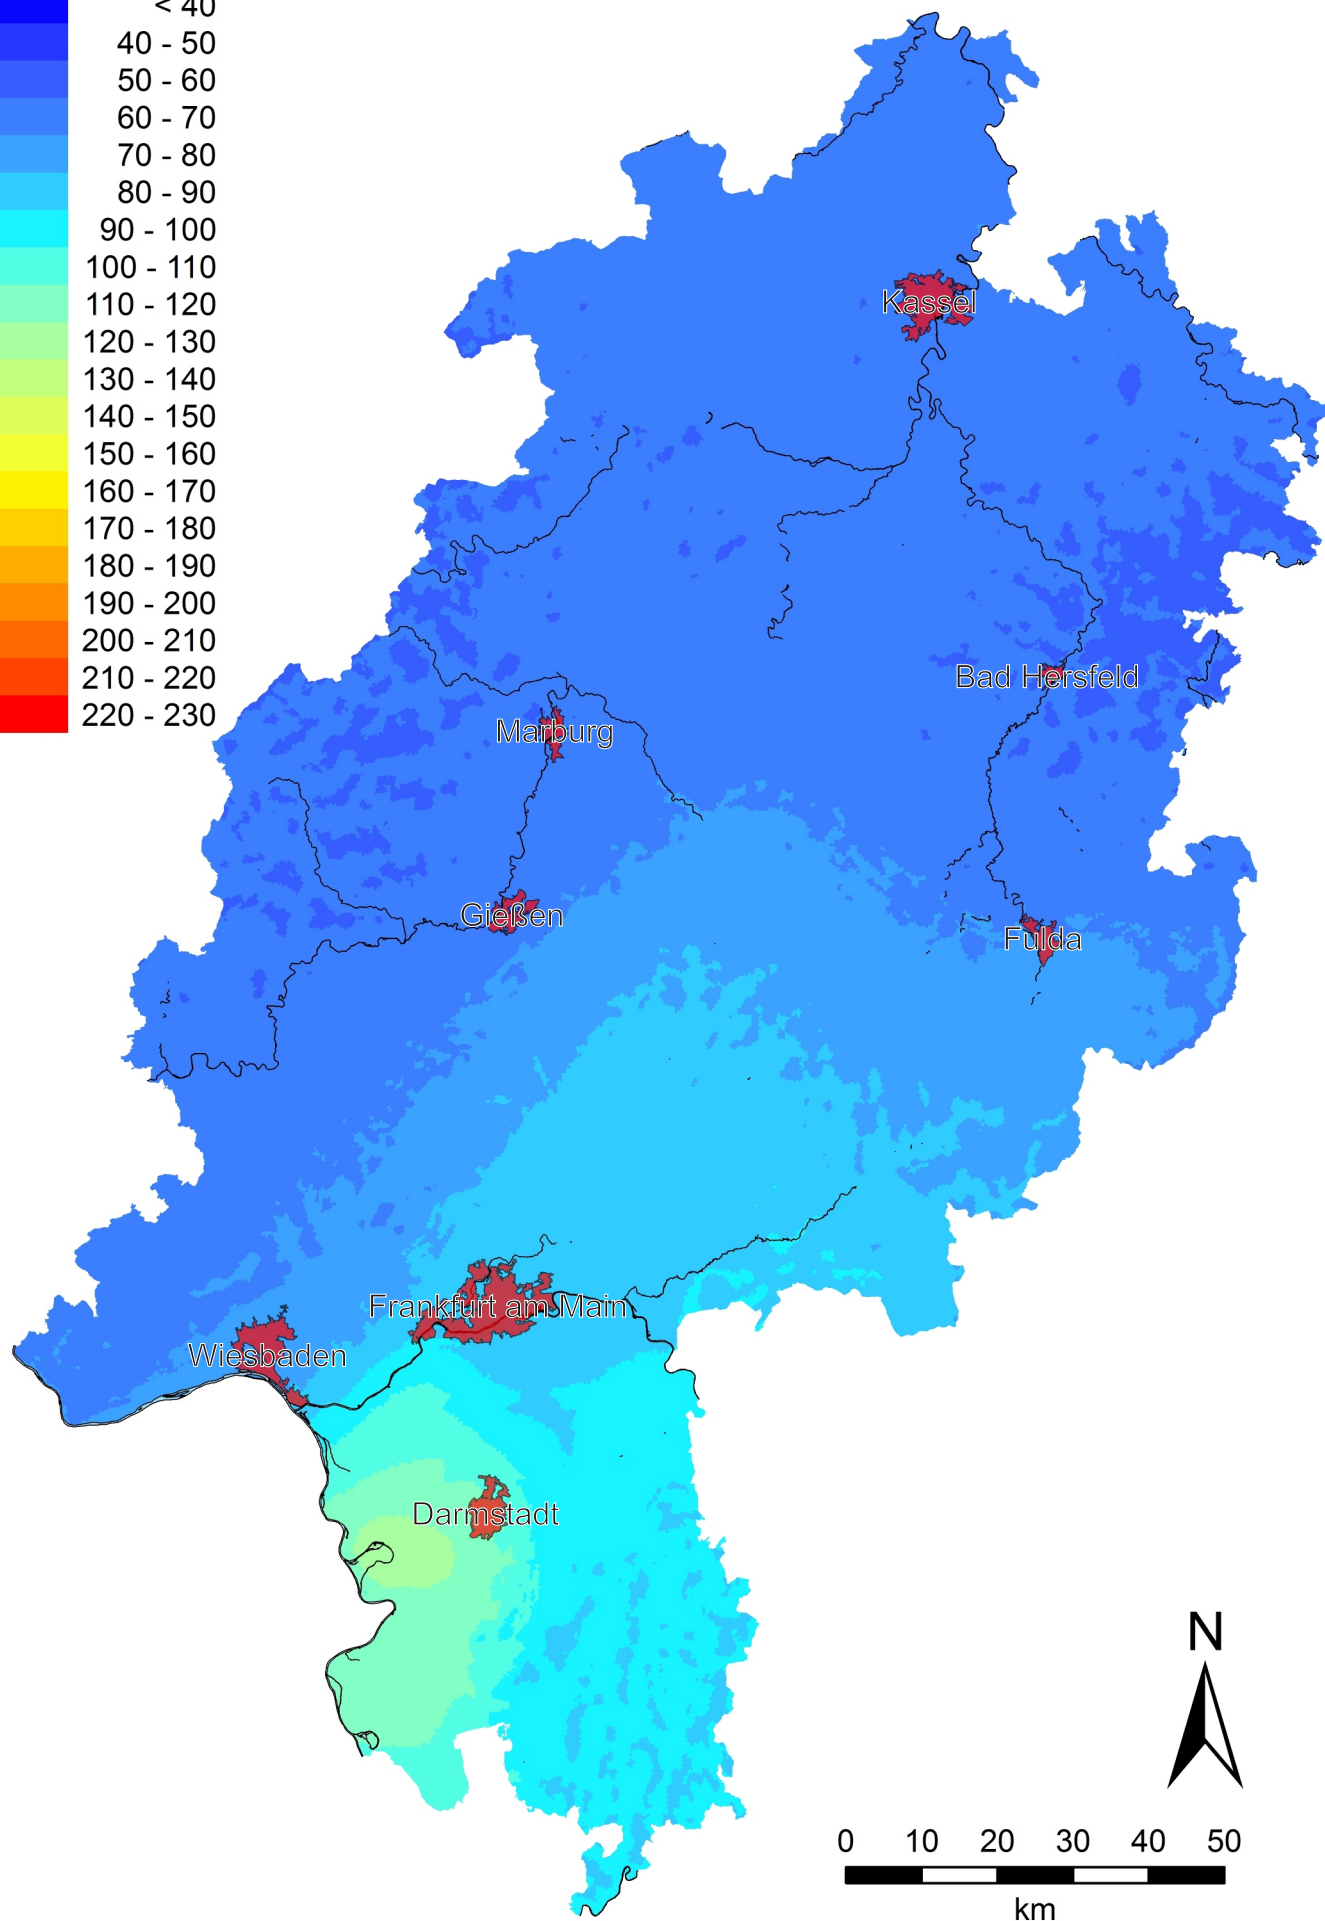 < 40
40 - 50
50 - 60
60 - 70
70 - 80
80 - 90
90 - 100
100 - 110
110 - 120
120 - 130
130 - 140
140 - 150
150 - 160
160 - 170
170 - 180
180 - 190
190 - 200
200 - 210
210 - 220
220 - 230
Kassel
Bad Hersfeld
Marburg
Gießen
Fulda
Frankfurt am Main
Wiesbaden
Darmstadt
N
0 10 20 30 40 50
km